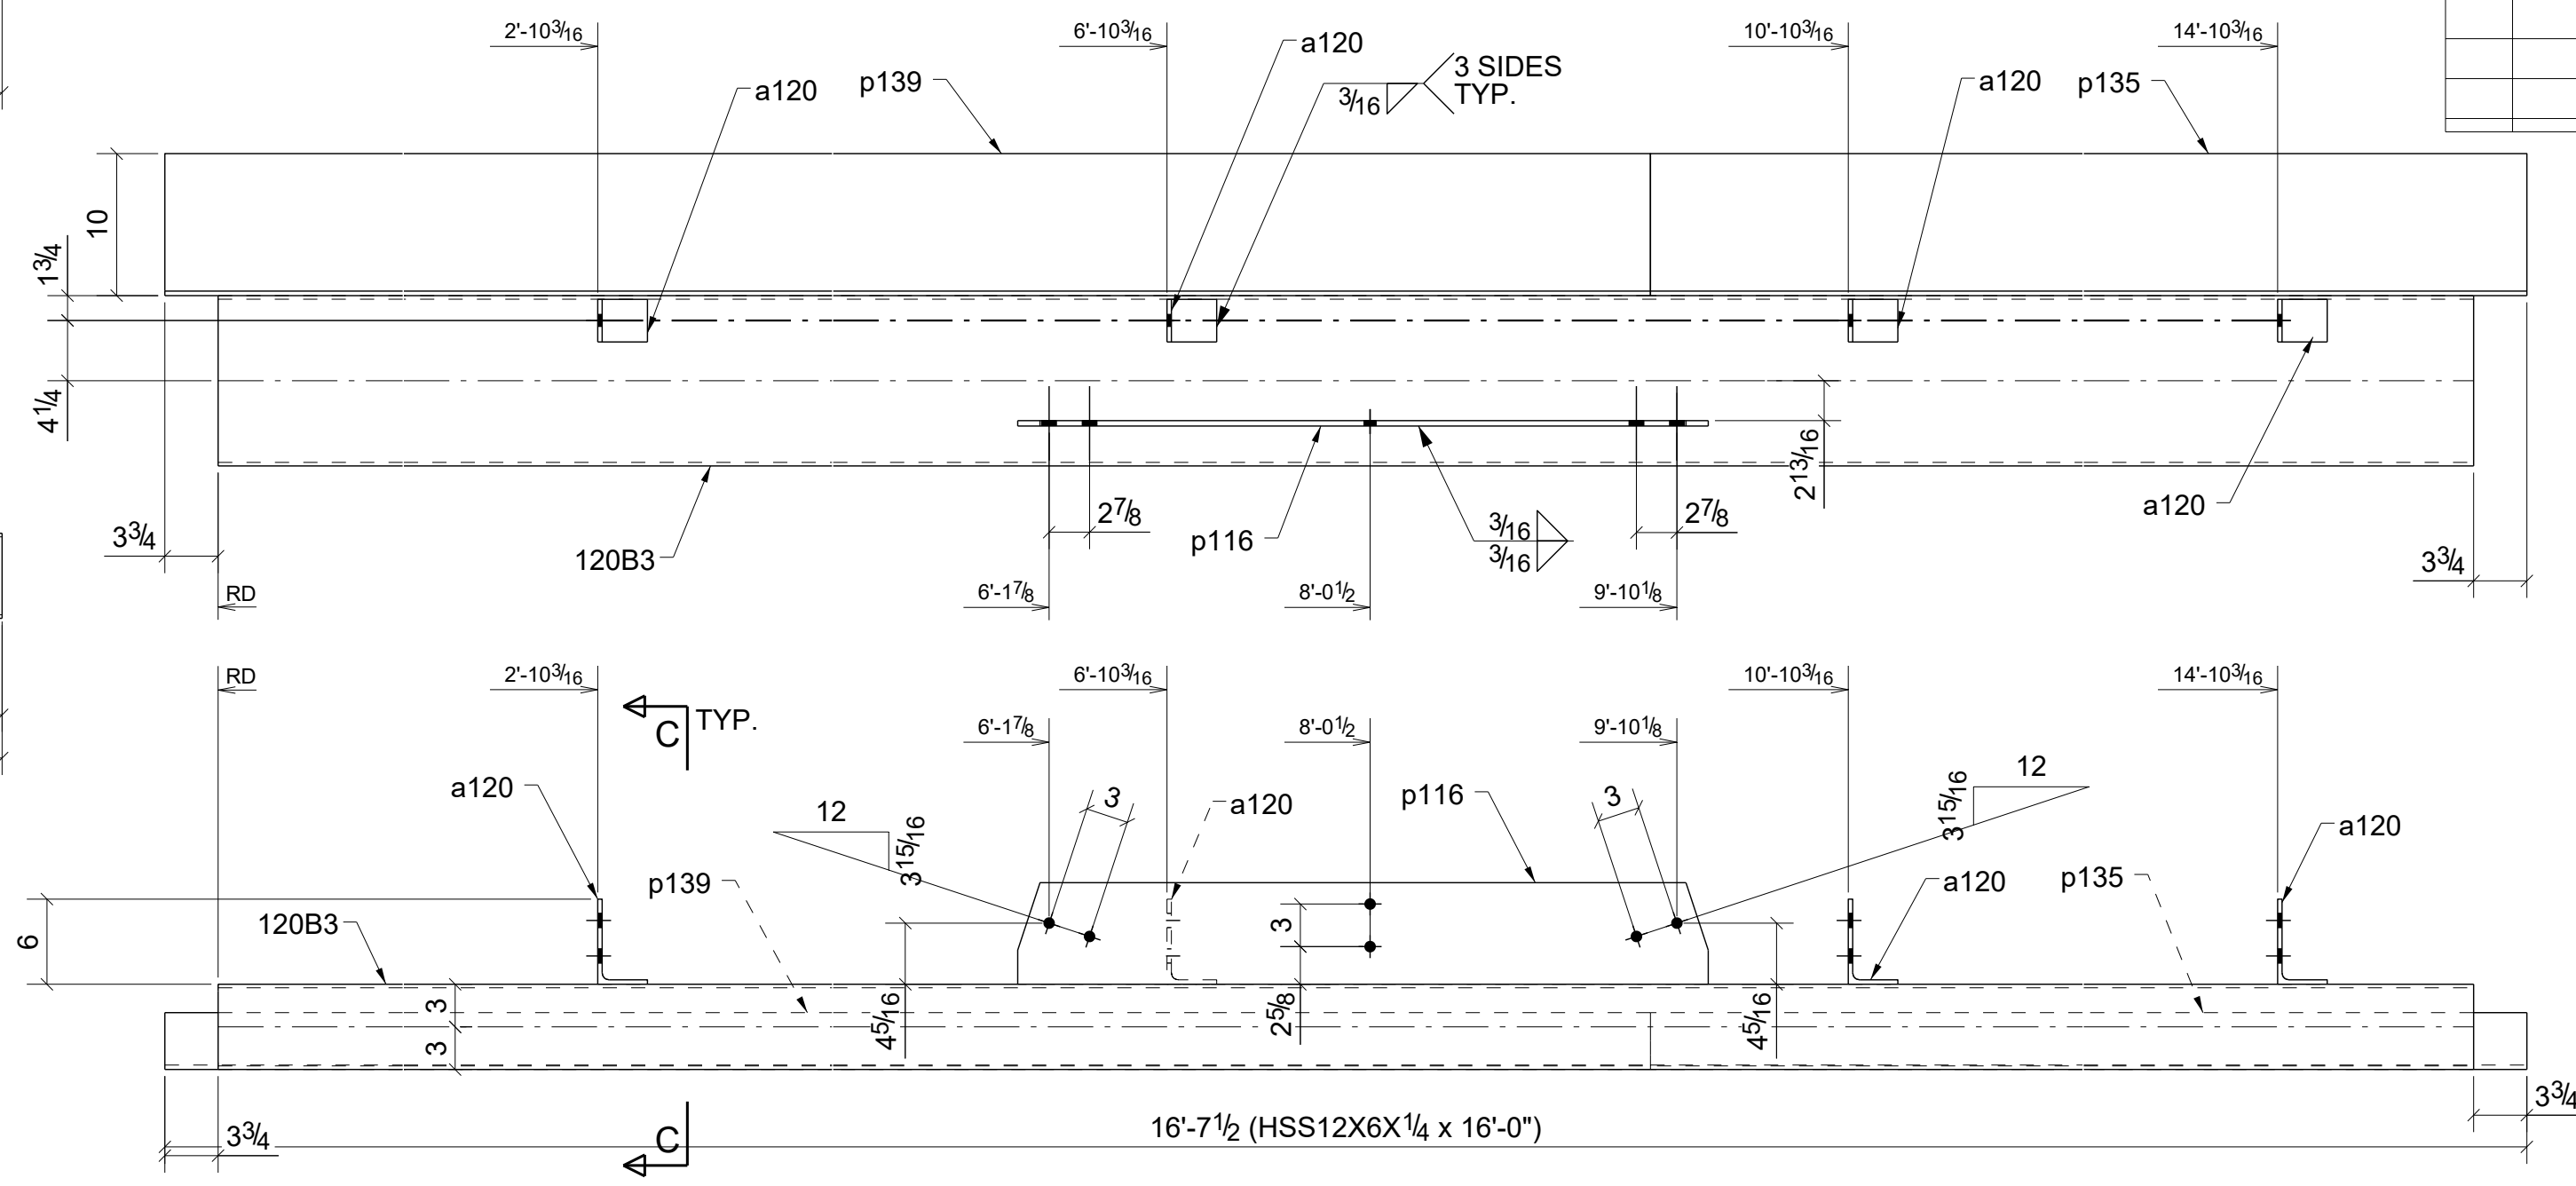 2'-10 3/16
6'-10 3/16
10'-10 3/16
14'-10 3/16
a120
a120
p139
a120
p135
3 SIDES
TYP.
3/16
10
1 3/4
4 1/4
3 3/4
120B3
2 7/8
p116
3/16
3/16
2 7/8
2 13/16
a120
3 3/4
RD
6'-1 7/8
8'-0 1/2
9'-10 1/8
RD
2'-10 3/16
6'-10 3/16
10'-10 3/16
14'-10 3/16
C
TYP.
6'-1 7/8
8'-0 1/2
9'-10 1/8
a120
12
3 15/16
3
a120
p116
3
12
3 15/16
a120
p139
a120
p135
120B3
6
3
3
3
4 5/16
2 5/8
4 5/16
C
3 3/4
16'-7 1/2 (HSS12X6X1/4 x 16'-0")
3 3/4